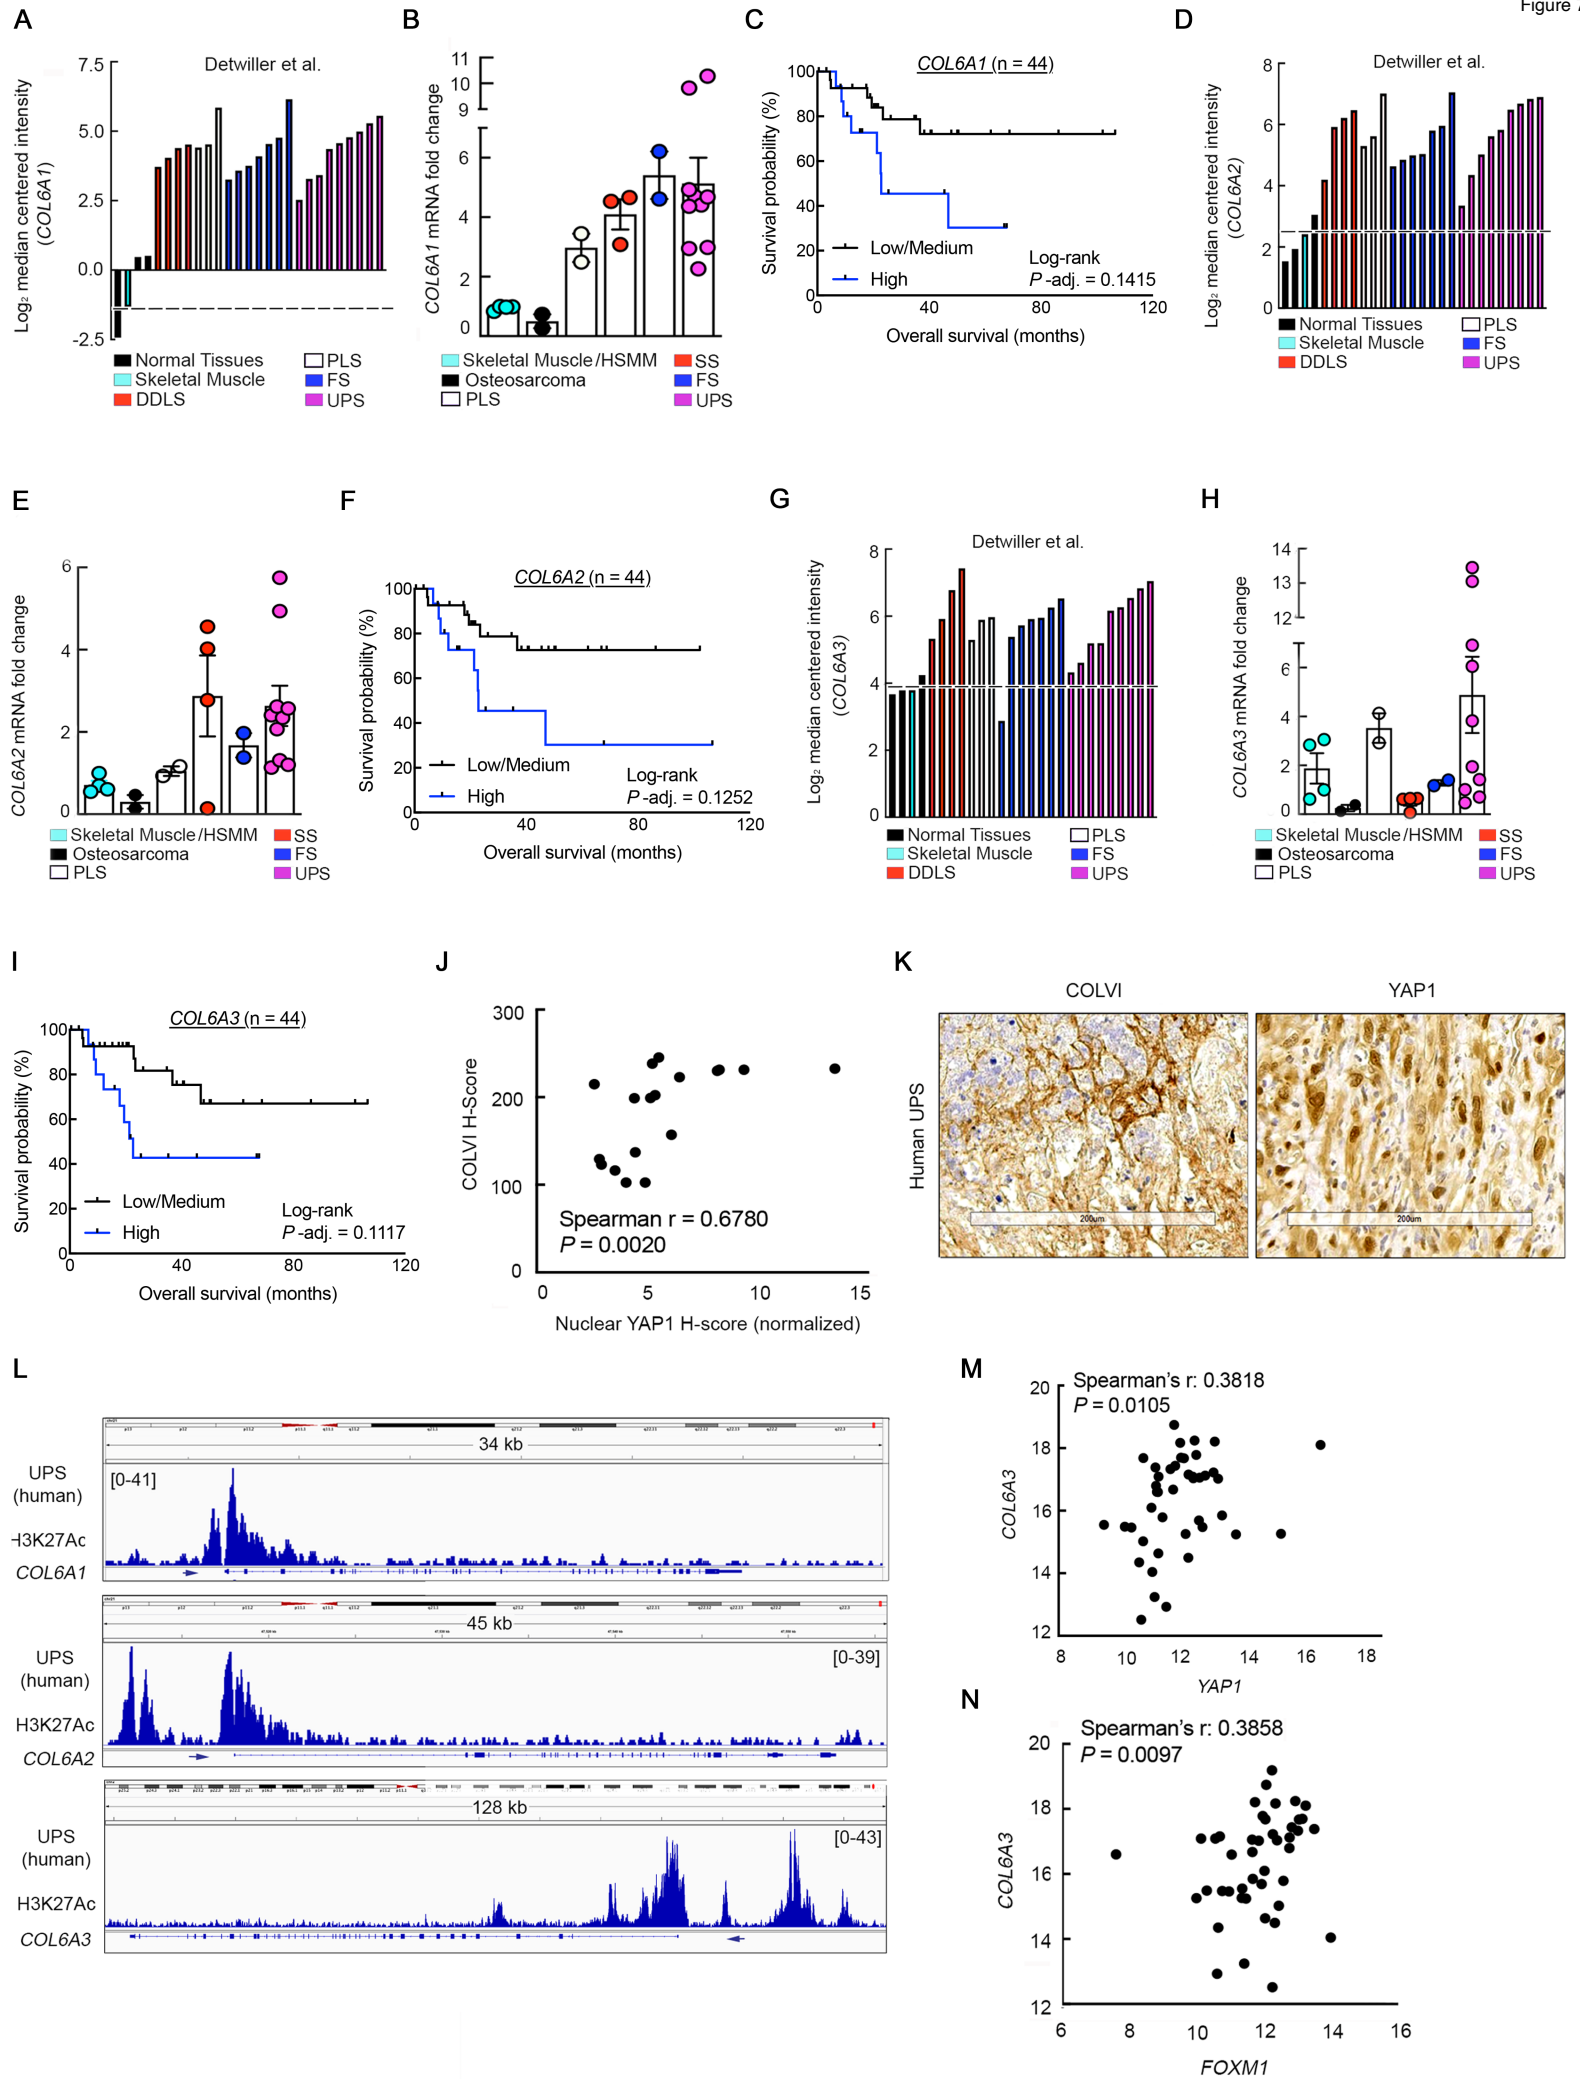 Figure 7
A
Detwiller et al.
Log₂ median centered intensity
(COL6A1)
7.5
5.0
2.5
0.0
-2.5
Normal Tissues
Skeletal Muscle
DDLS
PLS
FS
UPS
B
COL6A1 mRNA fold change
11
10
9
6
4
2
0
Skeletal Muscle/HSMM
Osteosarcoma
PLS
SS
FS
UPS
C
COL6A1 (n = 44)
Survival probability (%)
100
80
60
40
20
0
Low/Medium
High
Log-rank
P -adj. = 0.1415
0 40 80 120
Overall survival (months)
D
Detwiller et al.
Log₂ median centered intensity
(COL6A2)
8
6
4
2
0
Normal Tissues
Skeletal Muscle
DDLS
PLS
FS
UPS
E
COL6A2 mRNA fold change
6
4
2
0
Skeletal Muscle/HSMM
Osteosarcoma
PLS
SS
FS
UPS
F
COL6A2 (n = 44)
Survival probability (%)
100
80
60
40
20
0
Low/Medium
High
Log-rank
P -adj. = 0.1252
0 40 80 120
Overall survival (months)
G
Detwiller et al.
Log₂ median centered intensity
(COL6A3)
8
6
4
2
0
Normal Tissues
Skeletal Muscle
DDLS
PLS
FS
UPS
H
COL6A3 mRNA fold change
14
13
12
6
4
2
0
Skeletal Muscle/HSMM
Osteosarcoma
PLS
SS
FS
UPS
I
COL6A3 (n = 44)
Survival probability (%)
100
80
60
40
20
0
Low/Medium
High
Log-rank
P -adj. = 0.1117
0 40 80 120
Overall survival (months)
J
COLVI H-Score
300
200
100
0
Spearman r = 0.6780
P = 0.0020
0 5 10 15
Nuclear YAP1 H-score (normalized)
K
COLVI
YAP1
Human UPS
200um
200um
L
34 kb
UPS
(human)
[0-41]
H3K27Ac
COL6A1
45 kb
UPS
(human)
[0-39]
H3K27Ac
COL6A2
128 kb
UPS
(human)
[0-43]
H3K27Ac
COL6A3
M
Spearman's r: 0.3818
P = 0.0105
COL6A3
20
18
16
14
12
8 10 12 14 16 18
YAP1
N
Spearman's r: 0.3858
P = 0.0097
COL6A3
20
18
16
14
12
6 8 10 12 14 16
FOXM1